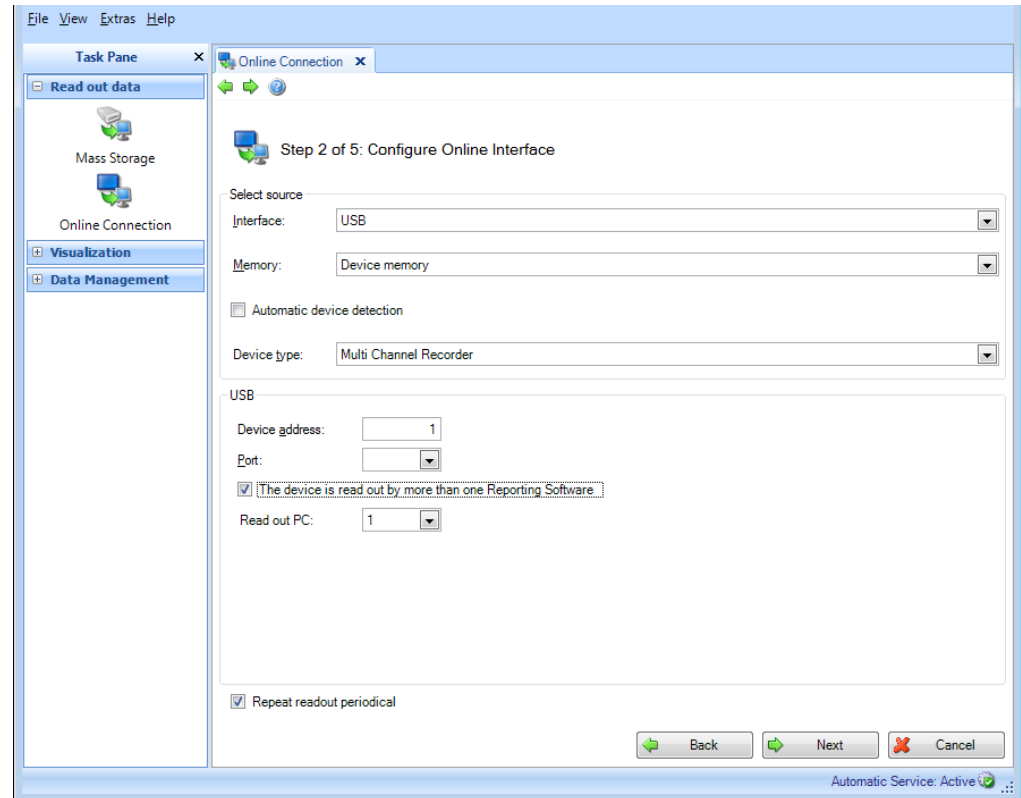 File View Extras Help
Task Pane
Online Connection
Read out data
Mass Storage
Online Connection
Visualization
Data Management
Step 2 of 5: Configure Online Interface
Select source
Interface: USB
Memory: Device memory
Automatic device detection
Device type: Multi Channel Recorder
USB
Device address: 1
Port:
The device is read out by more than one Reporting Software
Read out PC: 1
Repeat readout periodical
Back Next Cancel
Automatic Service: Active